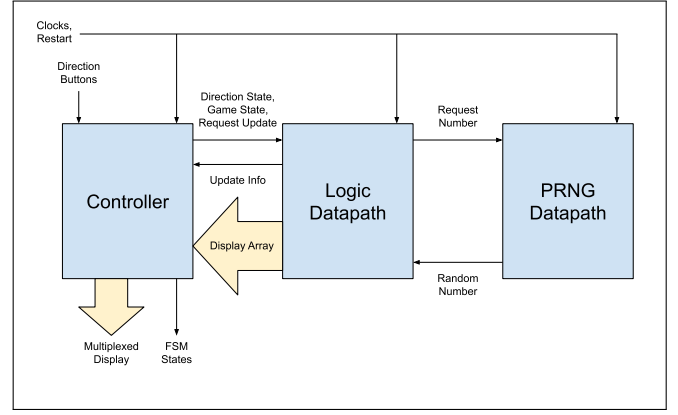 Clocks,
Restart
Direction
Buttons
Direction State,
Game State,
Request Update
Request
Number
Controller
Update Info
Logic
Datapath
PRNG
Datapath
Display Array
Random
Number
Multiplexed
Display
FSM
States